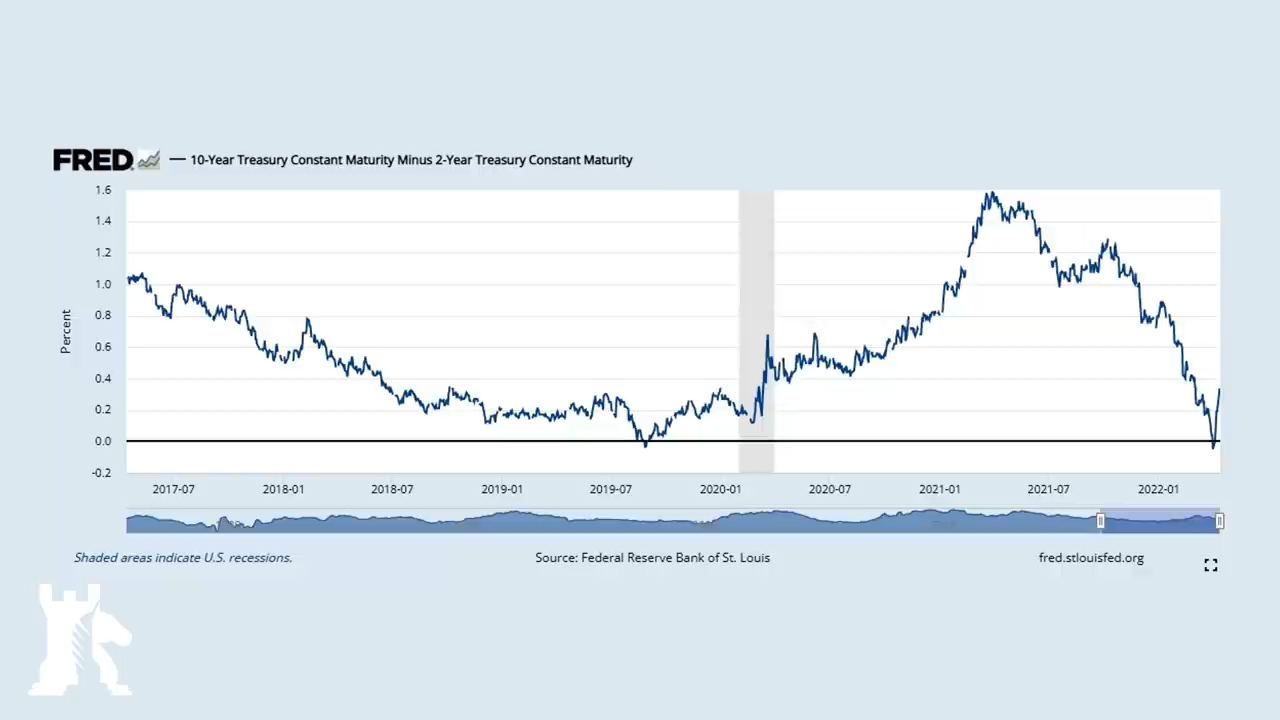 FRED — 10-Year Treasury Constant Maturity Minus 2-Year Treasury Constant Maturity
1.6
1.4
1.2
1.0
0.8
0.6
0.4
0.2
0.0
-0.2
Percent
2017-07 2018-01 2018-07 2019-01 2019-07 2020-01 2020-07 2021-01 2021-07 2022-01
Shaded areas indicate U.S. recessions. Source: Federal Reserve Bank of St. Louis fred.stlouisfed.org